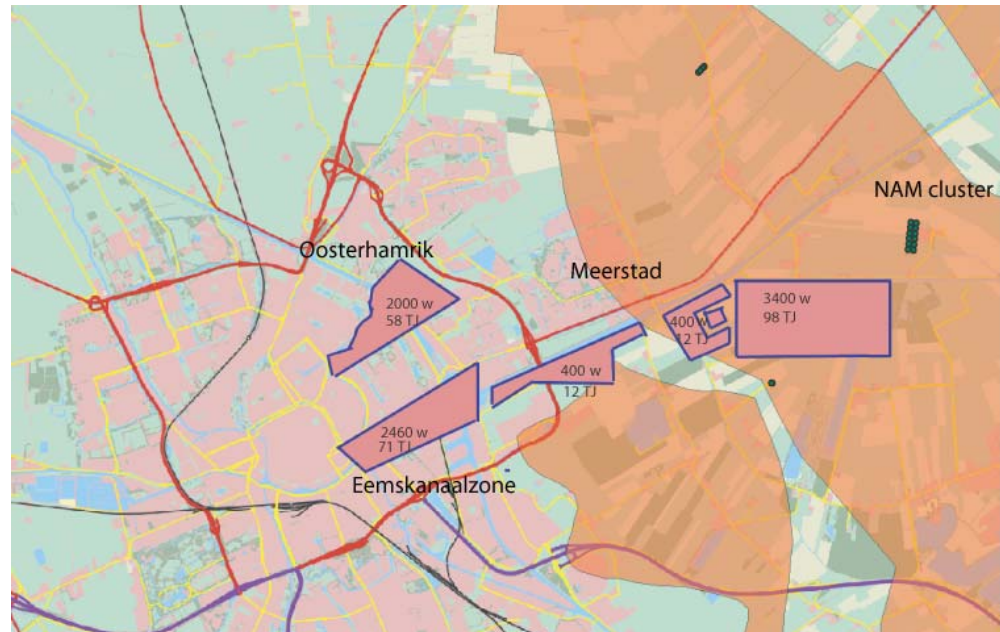 NAM cluster
Oosterhamrik
Meerstad
2000 w
58 TJ
3400 w
98 TJ
400 w
12 TJ
400 w
12 TJ
2460 w
71 TJ
Eemskanaalzone